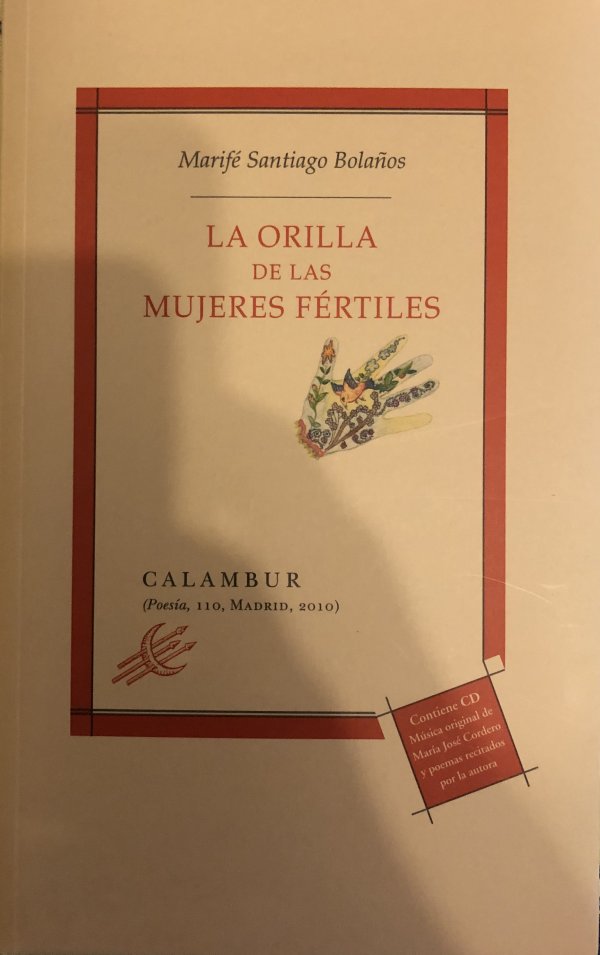 Marifé Santiago Bolaños
LA ORILLA
DE LAS
MUJERES FÉRTILES
CALAMBUR
(Poesía, 110, MADRID, 2010)
Contiene CD
Música original de
María José Cordero
y poemas recitados
por la autora